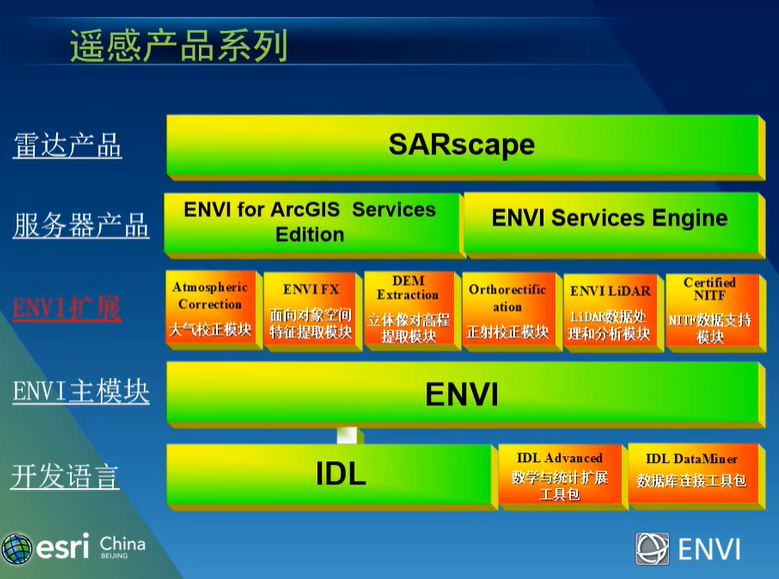 遥感产品系列
雷达产品
SARscape
服务器产品
ENVI for ArcGIS Services
Edition
ENVI Services Engine
ENVI扩展
Atmospheric
Correction
大气校正模块
ENVI FX
面向对象空间
特征提取模块
DEM
Extraction
立体像对高程
提取模块
Orthorectific
ation
正射校正模块
ENVI LiDAR
LiDAR数据处
理和分析模块
Certified
NITF
NITF数据支持
模块
ENVI主模块
ENVI
开发语言
IDL
IDL Advanced
数学与统计扩展
工具包
IDL DataMiner
数据库连接工具包
esri China
BEIJING
ENVI